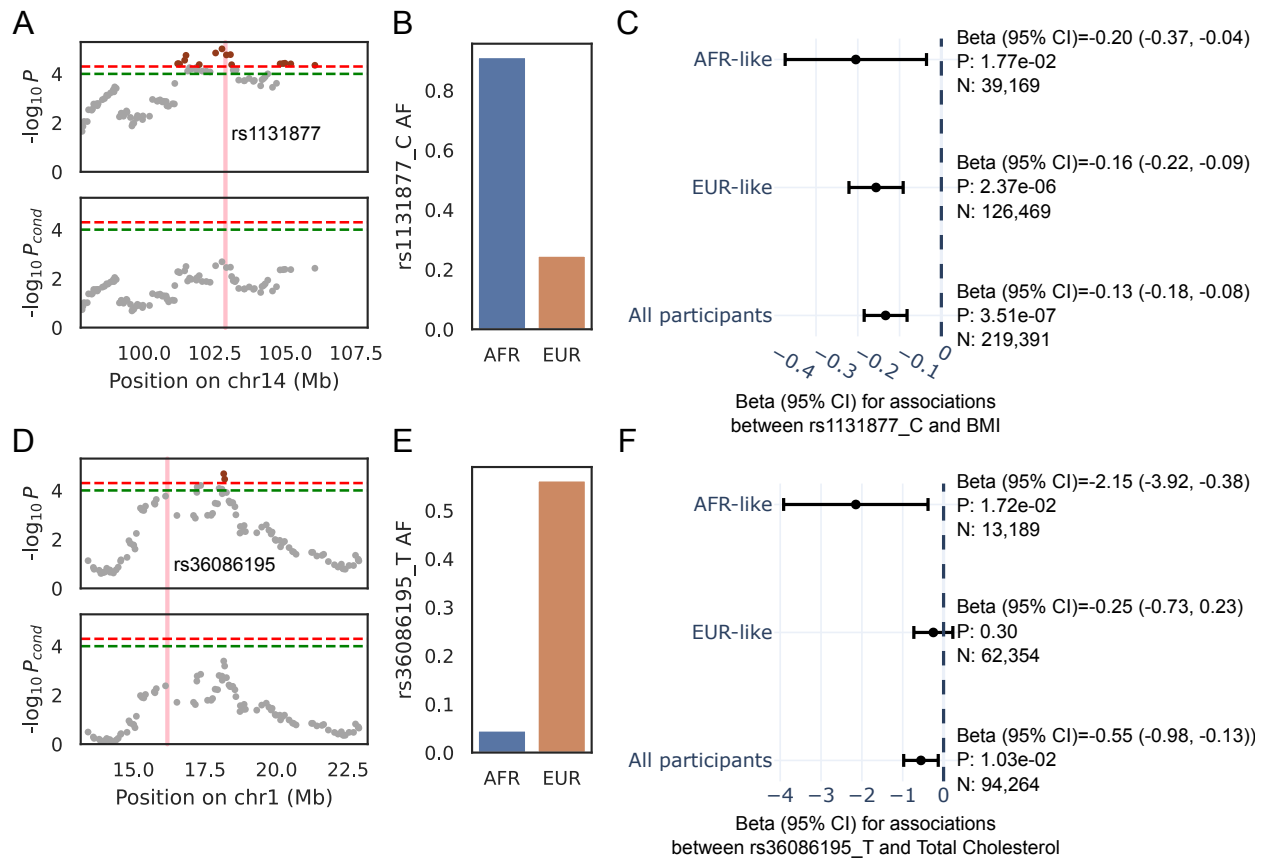 A
-log10 P
4
2
0
rs1131877
-log10 Pcond
4
2
0
100.0 102.5 105.0 107.5
Position on chr14 (Mb)
B
rs1131877_C AF
0.8
0.6
0.4
0.2
0.0
AFR EUR
C
AFR-like
Beta (95% CI)=-0.20 (-0.37, -0.04)
P: 1.77e-02
N: 39,169
EUR-like
Beta (95% CI)=-0.16 (-0.22, -0.09)
P: 2.37e-06
N: 126,469
All participants
Beta (95% CI)=-0.13 (-0.18, -0.08)
P: 3.51e-07
N: 219,391
−0.4 −0.3 −0.2 −0.1 0
Beta (95% CI) for associations
between rs1131877_C and BMI
D
-log10 P
4
2
0
rs36086195
-log10 Pcond
4
2
0
15.0 17.5 20.0 22.5
Position on chr1 (Mb)
E
rs36086195_T AF
0.5
0.4
0.3
0.2
0.1
0.0
AFR EUR
F
AFR-like
Beta (95% CI)=-2.15 (-3.92, -0.38)
P: 1.72e-02
N: 13,189
EUR-like
Beta (95% CI)=-0.25 (-0.73, 0.23)
P: 0.30
N: 62,354
All participants
Beta (95% CI)=-0.55 (-0.98, -0.13))
P: 1.03e-02
N: 94,264
−4 −3 −2 −1 0
Beta (95% CI) for associations
between rs36086195_T and Total Cholesterol